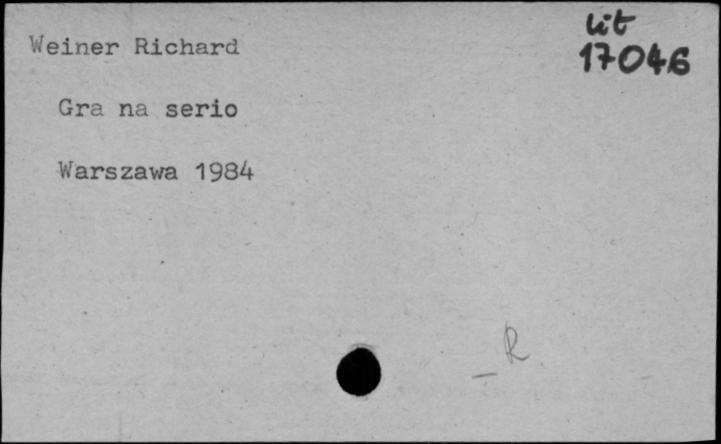 Weiner Richard
lit
17046
Gra na serio
Warszawa 1984
R